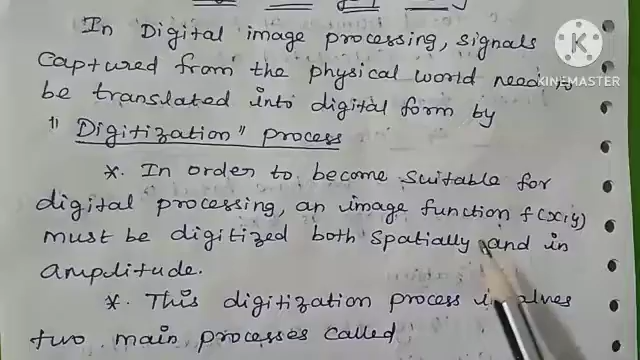 In Digital image processing, signals
captured from the physical world need to
be translated into digital form by
"Digitization" process
*. In order to become suitable for
digital processing, an image function f(x,y)
must be digitized both spatially and in
amplitude.
*. This digitization process involves
two main processes called
KINEMASTER